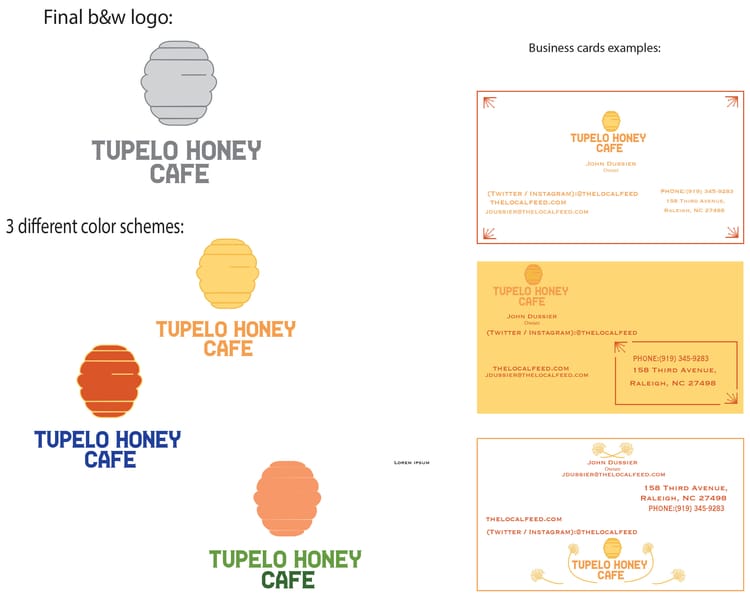 Final b&w logo:
TUPELO HONEY
CAFE
3 different color schemes:
TUPELO HONEY
CAFE
TUPELO HONEY
CAFE
TUPELO HONEY
CAFE
Lorem ipsum
Business cards examples:
TUPELO HONEY
CAFE
John Dussier
Owner
(Twitter / Instagram):@thelocalfeed
thelocalfeed.com
jdussier@thelocalfeed.com
PHONE:(919) 345-9283
158 Third Avenue,
Raleigh, NC 27498
TUPELO HONEY
CAFE
John Dussier
Owner
(Twitter / Instagram):@thelocalfeed
thelocalfeed.com
jdussier@thelocalfeed.com
PHONE:(919) 345-9283
158 Third Avenue,
Raleigh, NC 27498
John Dussier
Owner
jdussier@thelocalfeed.com
158 Third Avenue,
Raleigh, NC 27498
PHONE:(919) 345-9283
thelocalfeed.com
(Twitter / Instagram):@thelocalfeed
TUPELO HONEY
CAFE